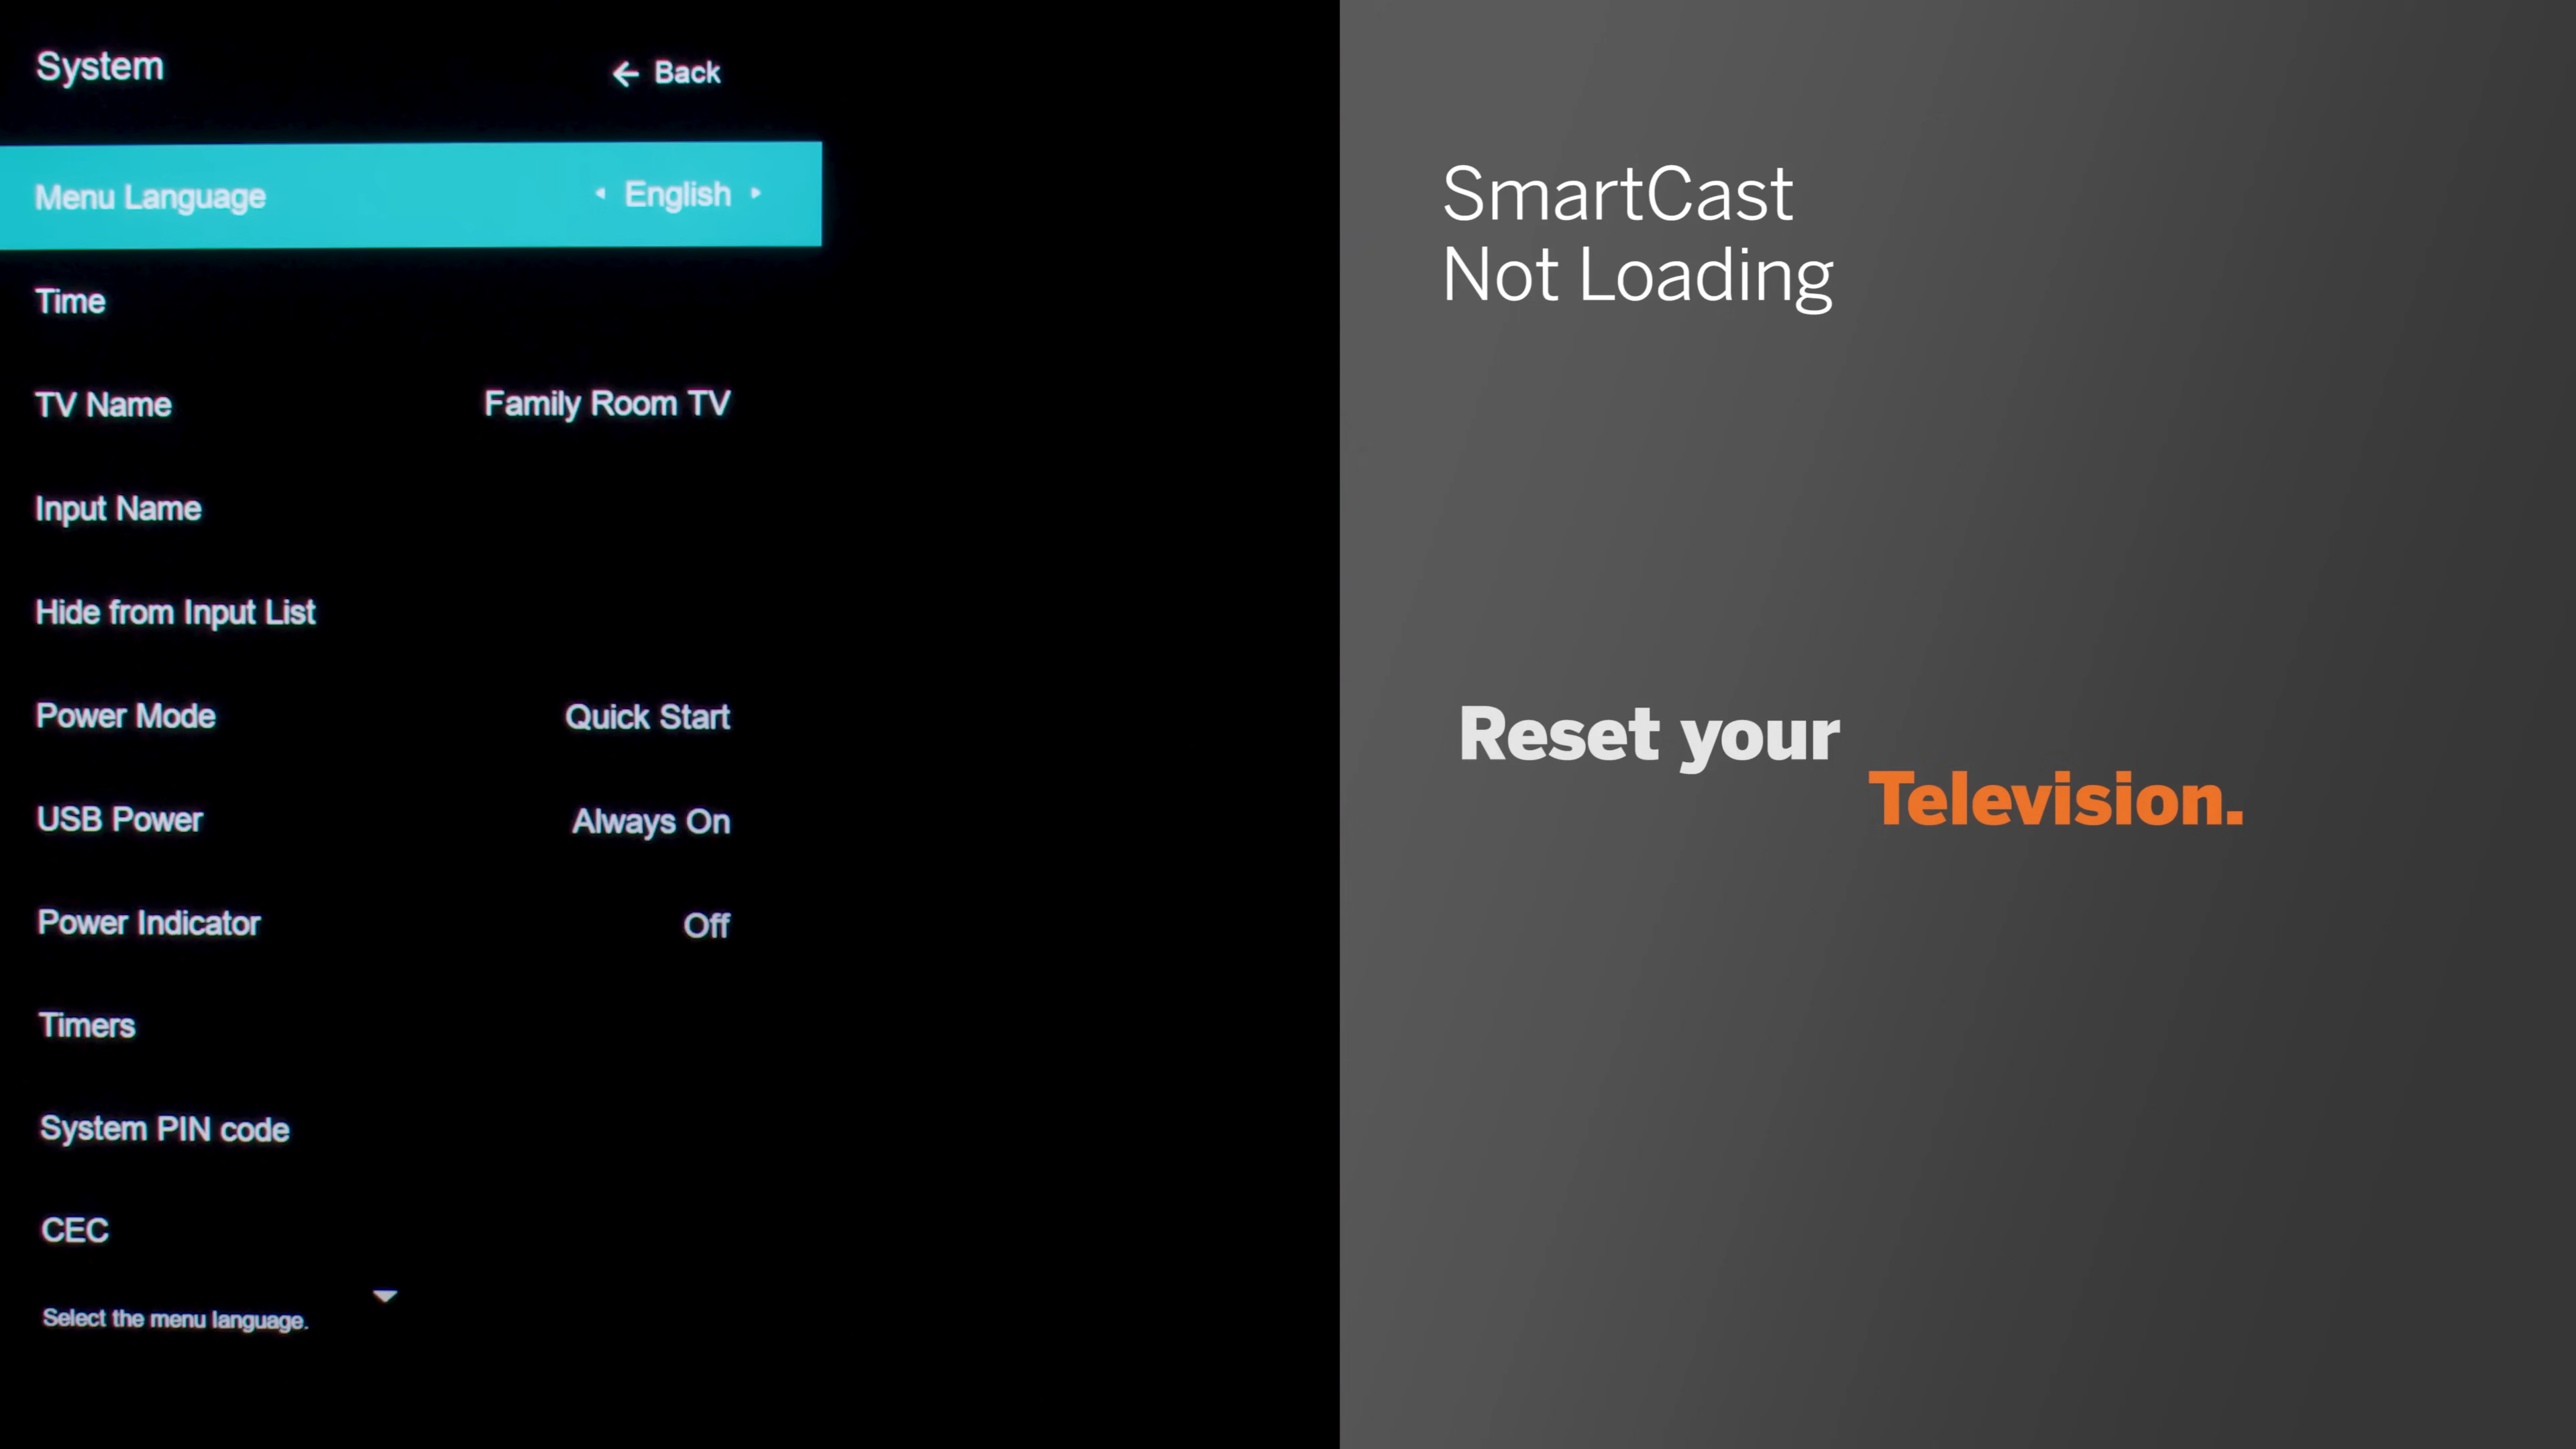 System
← Back
Menu Language
English
Time
TV Name
Family Room TV
Input Name
Hide from Input List
Power Mode
Quick Start
USB Power
Always On
Power Indicator
Off
Timers
System PIN code
CEC
Select the menu language.
SmartCast
Not Loading
Reset your
Television.